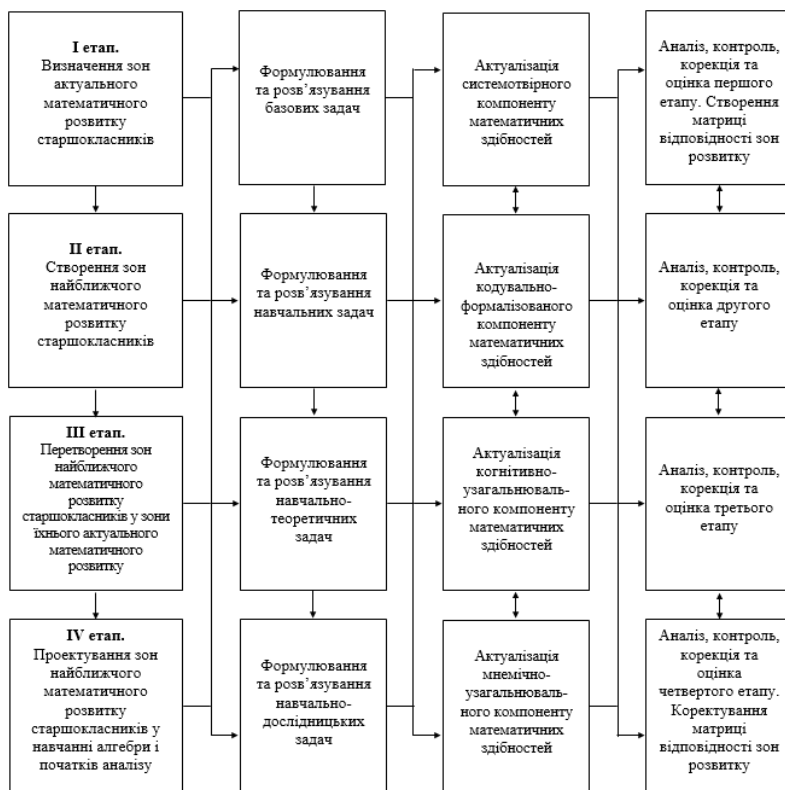 І етап.
Визначення зон
актуального
математичного
розвитку
старшокласників
Формулювання
та розв’язування
базових задач
Актуалізація
системотвірного
компоненту
математичних
здібностей
Аналіз, контроль,
корекція та
оцінка першого
етапу. Створення
матриці
відповідності зон
розвитку
ІІ етап.
Створення зон
найближчого
математичного
розвитку
старшокласників
Формулювання
та розв’язування
навчальних задач
Актуалізація
кодувально-
формалізованого
компоненту
математичних
здібностей
Аналіз, контроль,
корекція та
оцінка другого
етапу
ІІІ етап.
Перетворення зон
найближчого
математичного
розвитку
старшокласників у зони
їхнього актуального
математичного
розвитку
Формулювання
та розв’язування
навчально-
теоретичних
задач
Актуалізація
когнітивно-
узагальнюваль-
ного компоненту
математичних
здібностей
Аналіз, контроль,
корекція та
оцінка третього
етапу
IV етап.
Проектування зон
найближчого
математичного
розвитку
старшокласників у
навчанні алгебри і
початків аналізу
Формулювання
та розв’язування
навчально-
дослідницьких
задач
Актуалізація
мнемічно-
узагальнюваль-
ного компоненту
математичних
здібностей
Аналіз, контроль,
корекція та
оцінка
четвертого етапу.
Коректування
матриці
відповідності зон
розвитку